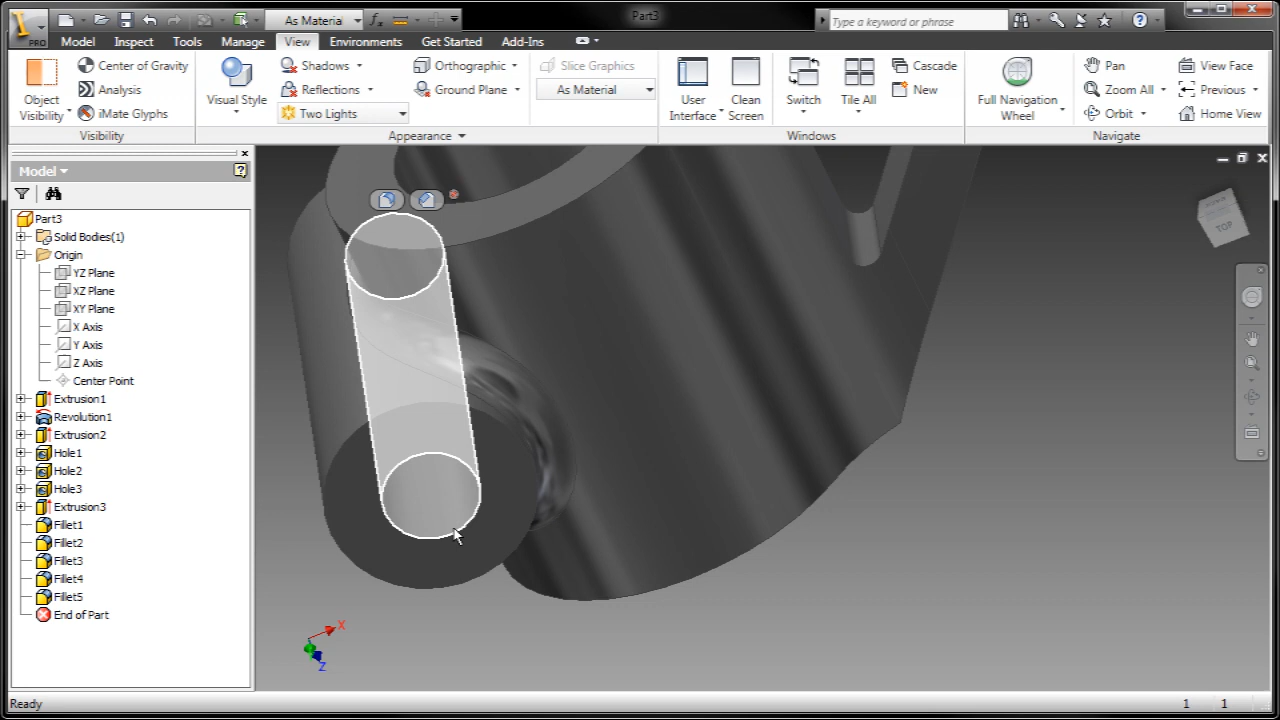 As Material
Part3
Type a keyword or phrase
PRO
Model Inspect Tools Manage View Environments Get Started Add-Ins
Object Visibility
Center of Gravity
Analysis
iMate Glyphs
Visibility
Visual Style
Shadows
Reflections
Two Lights
Orthographic
Ground Plane
Slice Graphics
As Material
Appearance
User Interface
Clean Screen
Switch
Tile All
Cascade
New
Windows
Full Navigation Wheel
Pan
Zoom All
Orbit
View Face
Previous
Home View
Navigate
Model
Part3
Solid Bodies(1)
Origin
YZ Plane
XZ Plane
XY Plane
X Axis
Y Axis
Z Axis
Center Point
Extrusion1
Revolution1
Extrusion2
Hole1
Hole2
Hole3
Extrusion3
Fillet1
Fillet2
Fillet3
Fillet4
Fillet5
End of Part
TOP
X
Z
Ready
1 1